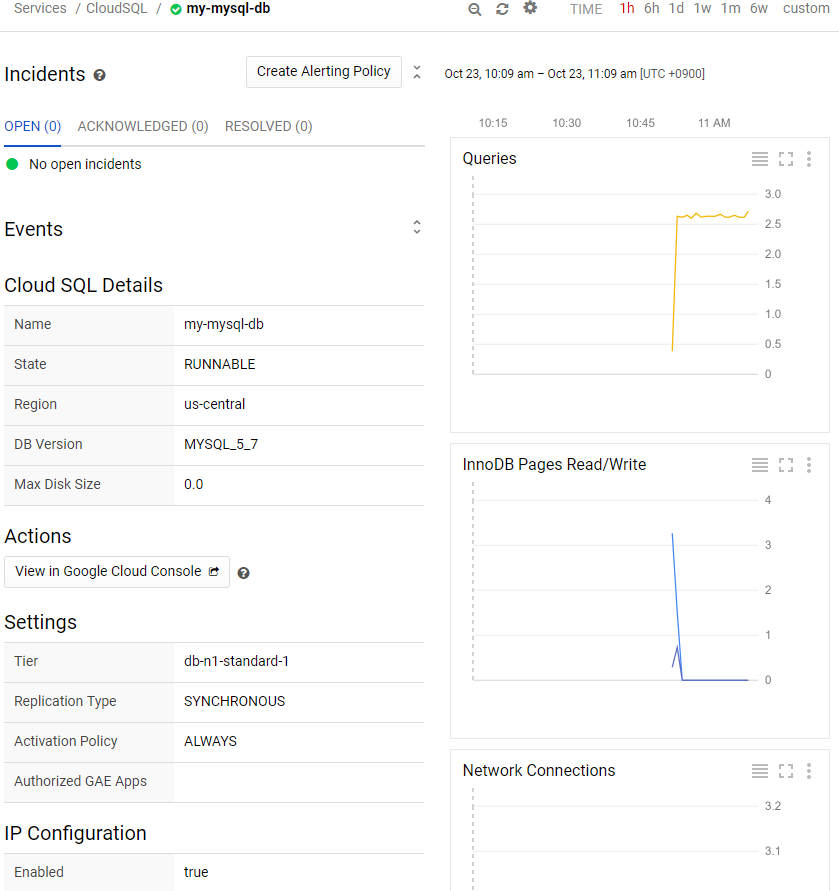 Services / CloudSQL / my-mysql-db
TIME 1h 6h 1d 1w 1m 6w custom
Incidents
Create Alerting Policy
OPEN (0) ACKNOWLEDGED (0) RESOLVED (0)
No open incidents
Events
Cloud SQL Details
Name my-mysql-db
State RUNNABLE
Region us-central
DB Version MYSQL_5_7
Max Disk Size 0.0
Actions
View in Google Cloud Console
Settings
Tier db-n1-standard-1
Replication Type SYNCHRONOUS
Activation Policy ALWAYS
Authorized GAE Apps
IP Configuration
Enabled true
Oct 23, 10:09 am – Oct 23, 11:09 am [UTC +0900]
10:15 10:30 10:45 11 AM
Queries
3.0
2.5
2.0
1.5
1.0
0.5
0
InnoDB Pages Read/Write
4
3
2
1
0
Network Connections
3.2
3.1